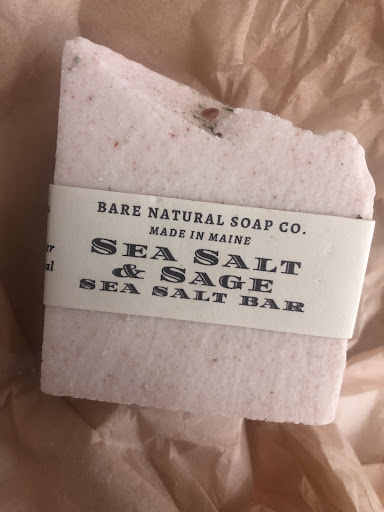 BARE NATURAL SOAP CO.
MADE IN MAINE
SEA SALT
& SAGE
SEA SALT BAR